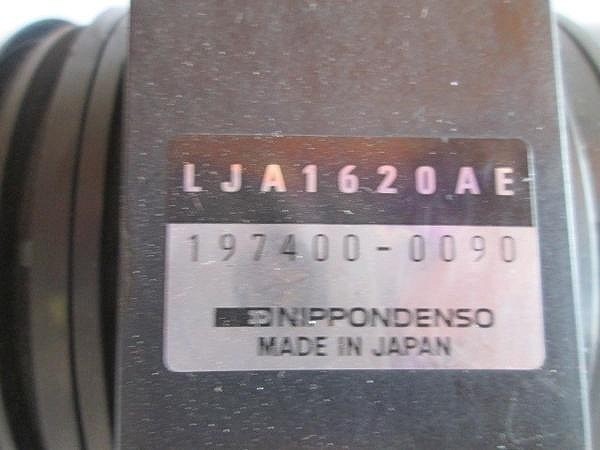 LJA1620AE
197400-0090
NIPPONDENSO
MADE IN JAPAN